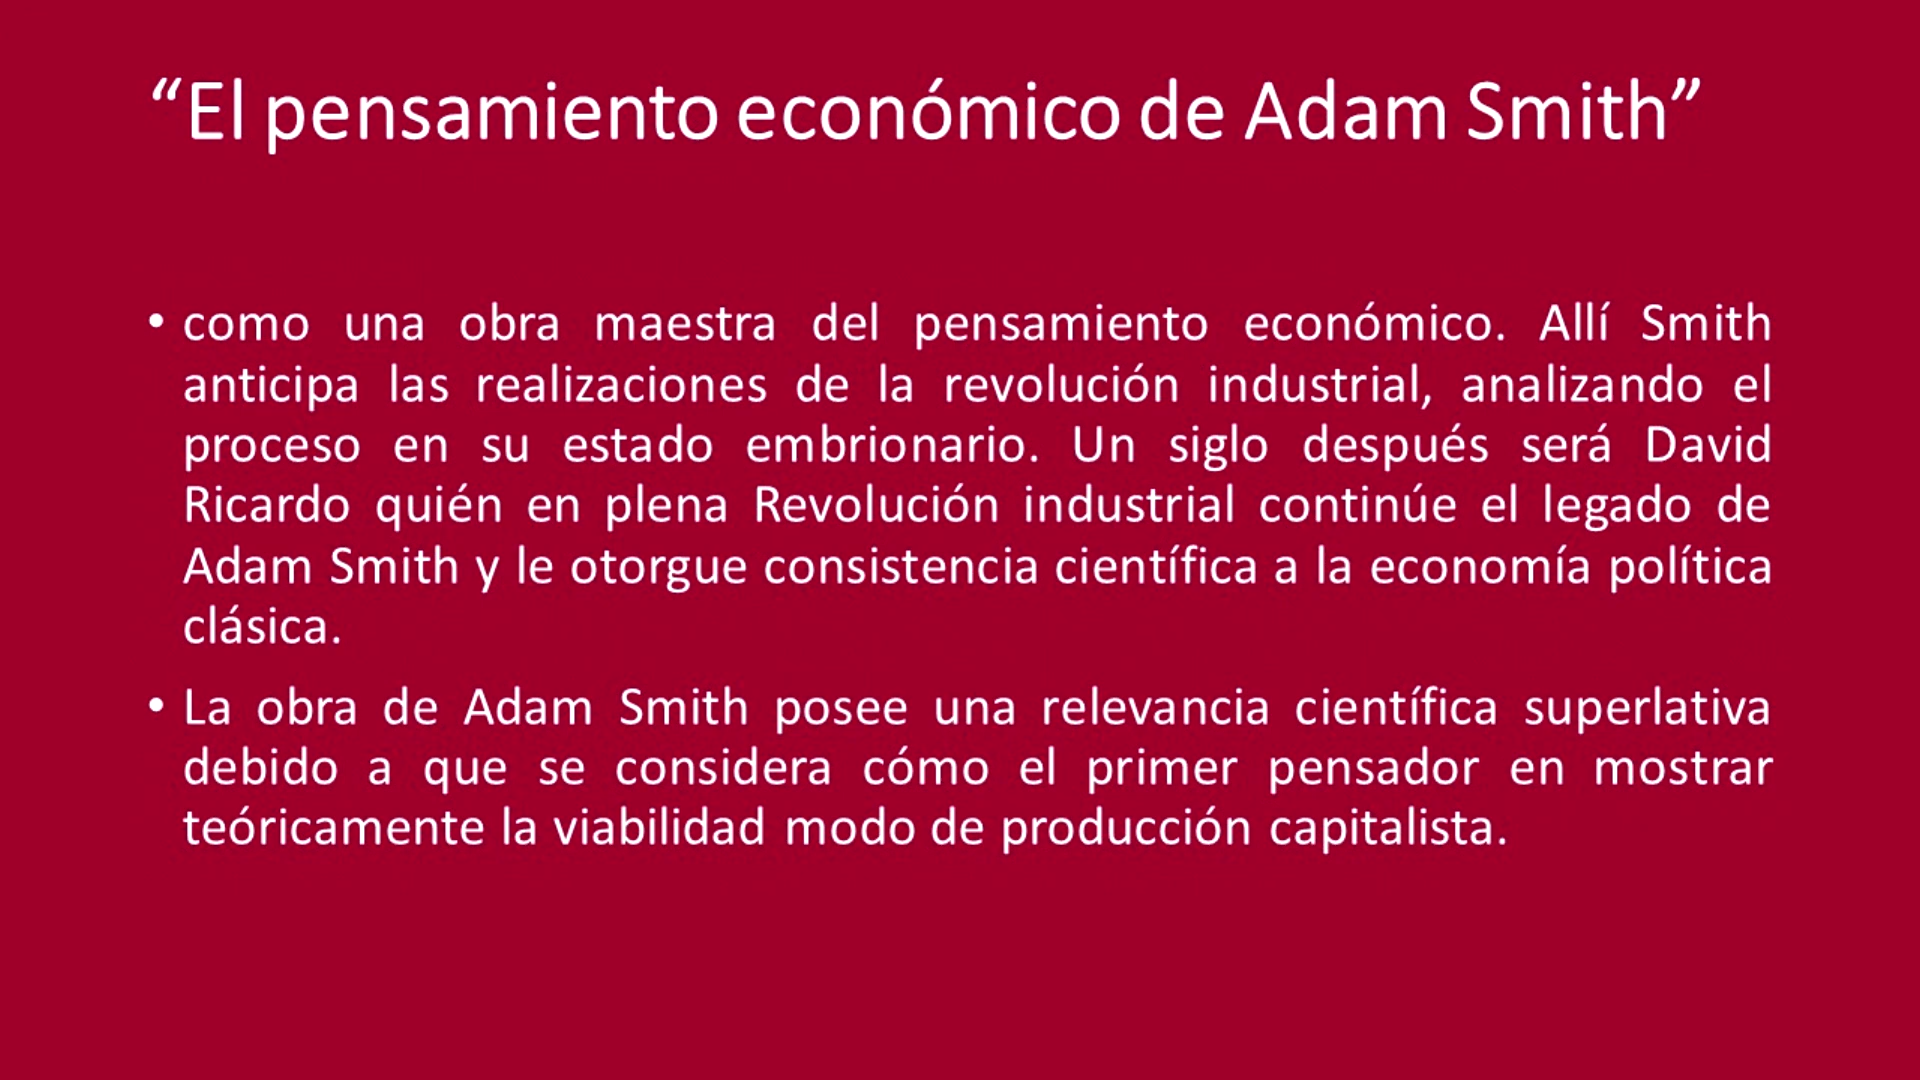 “El pensamiento económico de Adam Smith”
• como una obra maestra del pensamiento económico. Allí Smith
anticipa las realizaciones de la revolución industrial, analizando el
proceso en su estado embrionario. Un siglo después será David
Ricardo quién en plena Revolución industrial continúe el legado de
Adam Smith y le otorgue consistencia científica a la economía política
clásica.
• La obra de Adam Smith posee una relevancia científica superlativa
debido a que se considera cómo el primer pensador en mostrar
teóricamente la viabilidad modo de producción capitalista.